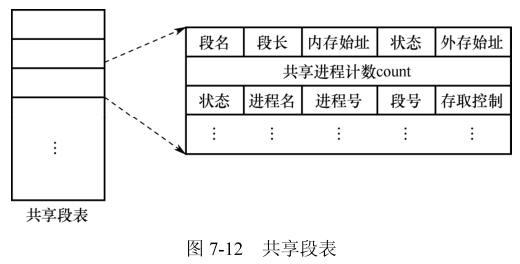 段名 段长 内存始址 状态 外存始址
共享进程计数count
状态 进程名 进程号 段号 存取控制
⋮ ⋮ ⋮ ⋮ ⋮
⋮
共享段表
图 7-12 共享段表